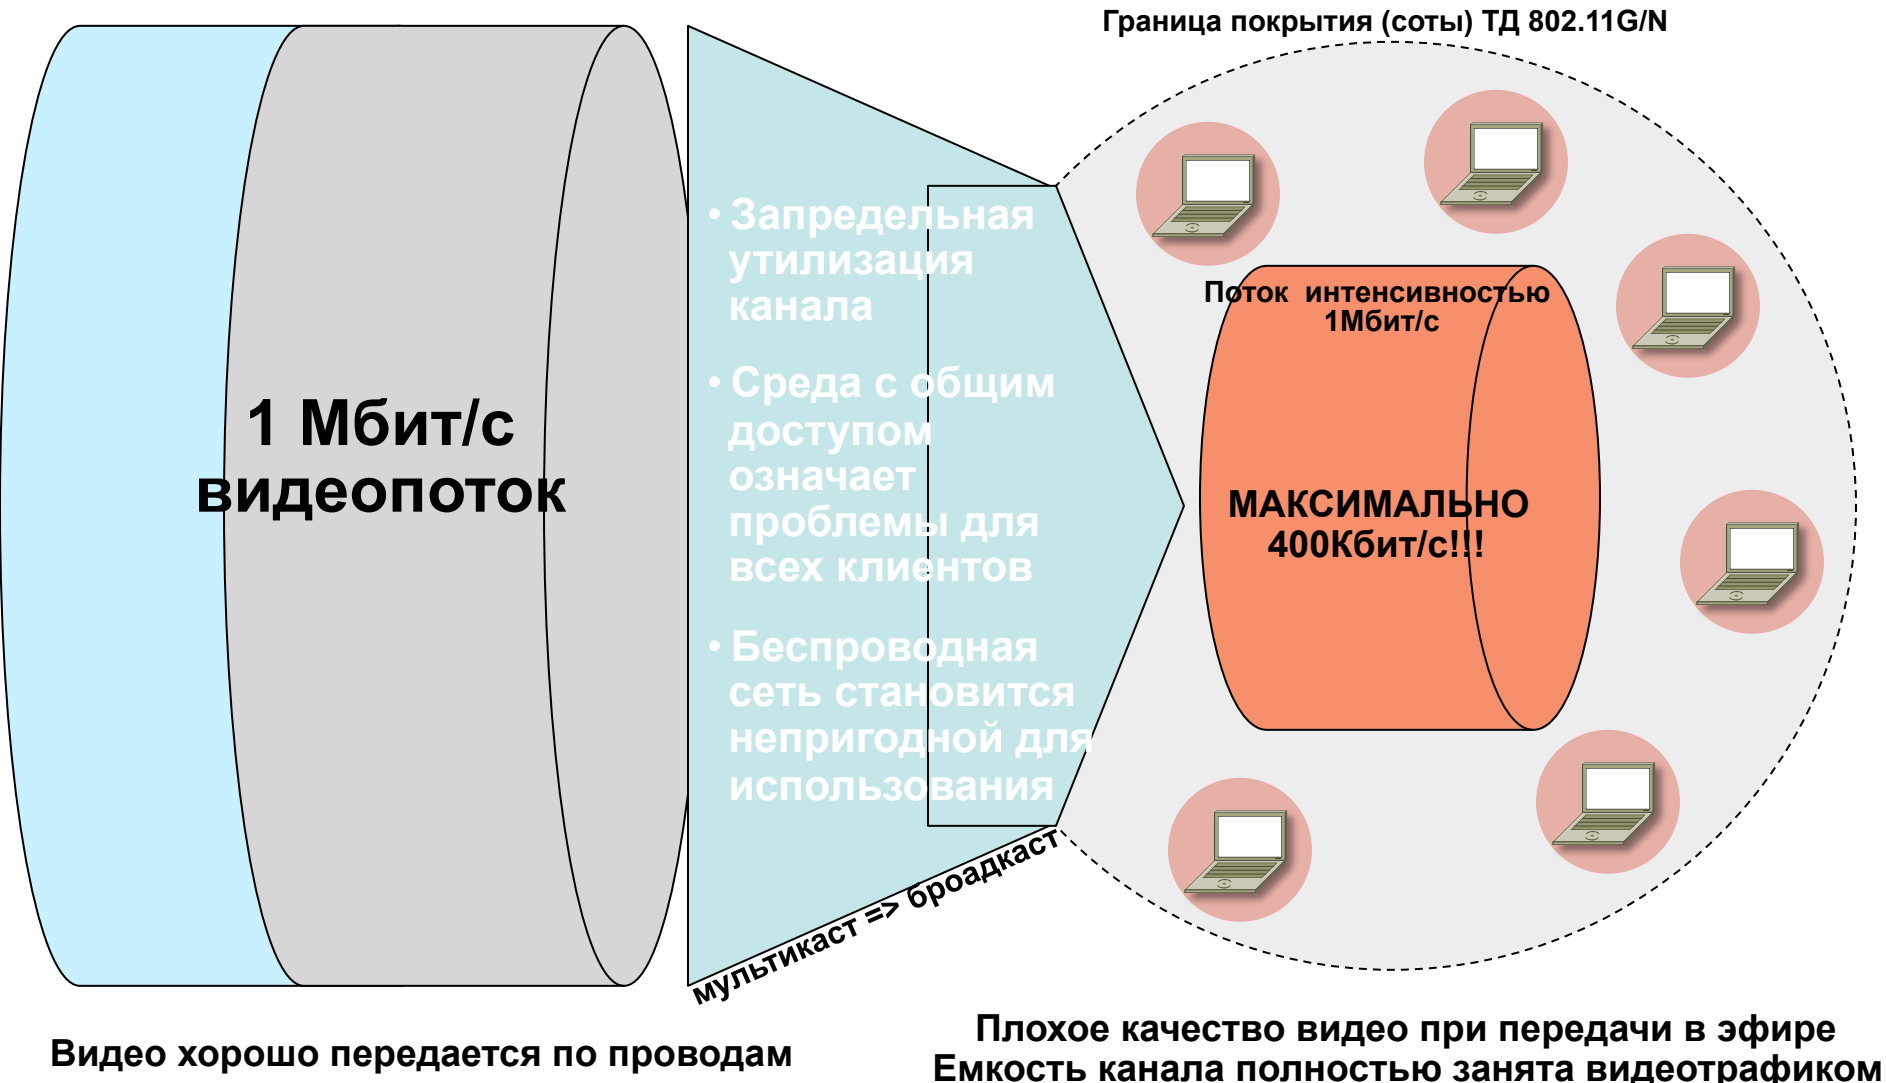 Граница покрытия (соты) ТД 802.11G/N
1 Мбит/с
видеопоток
• Запредельная
утилизация
канала
• Среда с общим
доступом
означает
проблемы для
всех клиентов
• Беспроводная
сеть становится
непригодной для
использования
мультикаст => броадкаст
Поток интенсивностью
1Мбит/с
МАКСИМАЛЬНО
400Кбит/с!!!
Видео хорошо передается по проводам
Плохое качество видео при передачи в эфире
Емкость канала полностью занята видеотрафиком